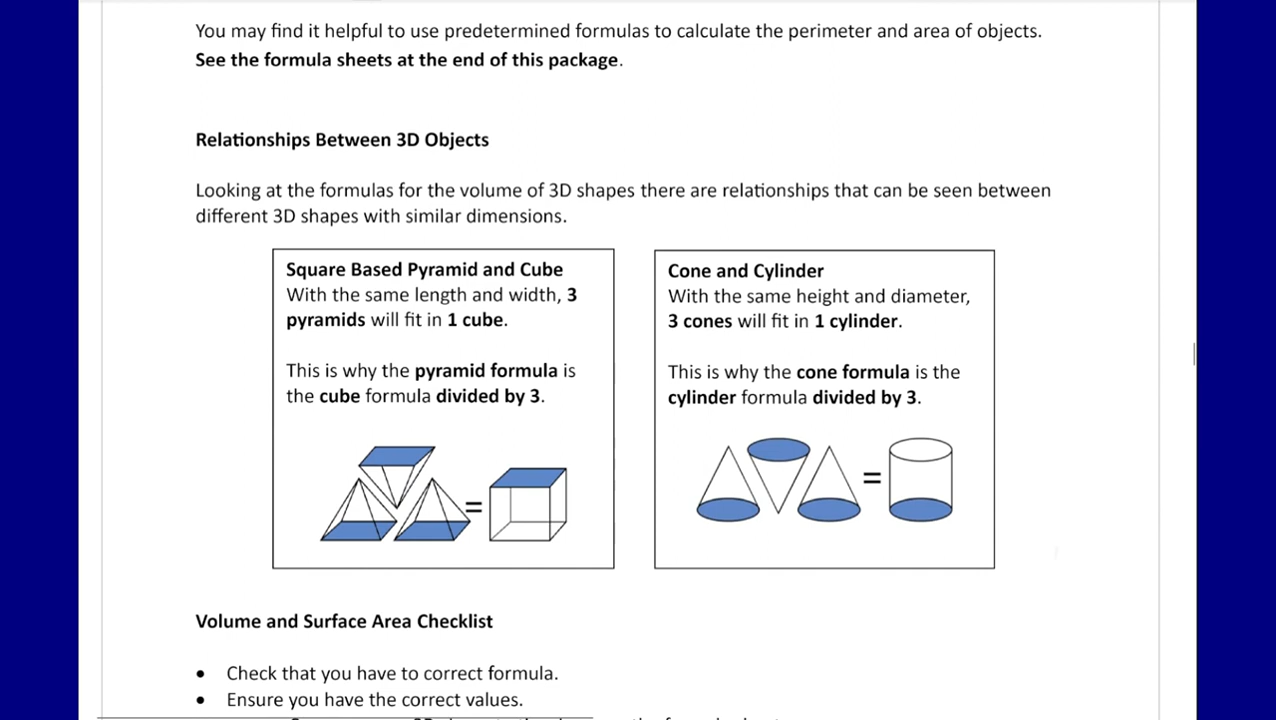 You may find it helpful to use predetermined formulas to calculate the perimeter and area of objects.
See the formula sheets at the end of this package.
Relationships Between 3D Objects
Looking at the formulas for the volume of 3D shapes there are relationships that can be seen between
different 3D shapes with similar dimensions.
Square Based Pyramid and Cube
With the same length and width, 3
pyramids will fit in 1 cube.
This is why the pyramid formula is
the cube formula divided by 3.
=
Cone and Cylinder
With the same height and diameter,
3 cones will fit in 1 cylinder.
This is why the cone formula is the
cylinder formula divided by 3.
=
Volume and Surface Area Checklist
• Check that you have to correct formula.
• Ensure you have the correct values.